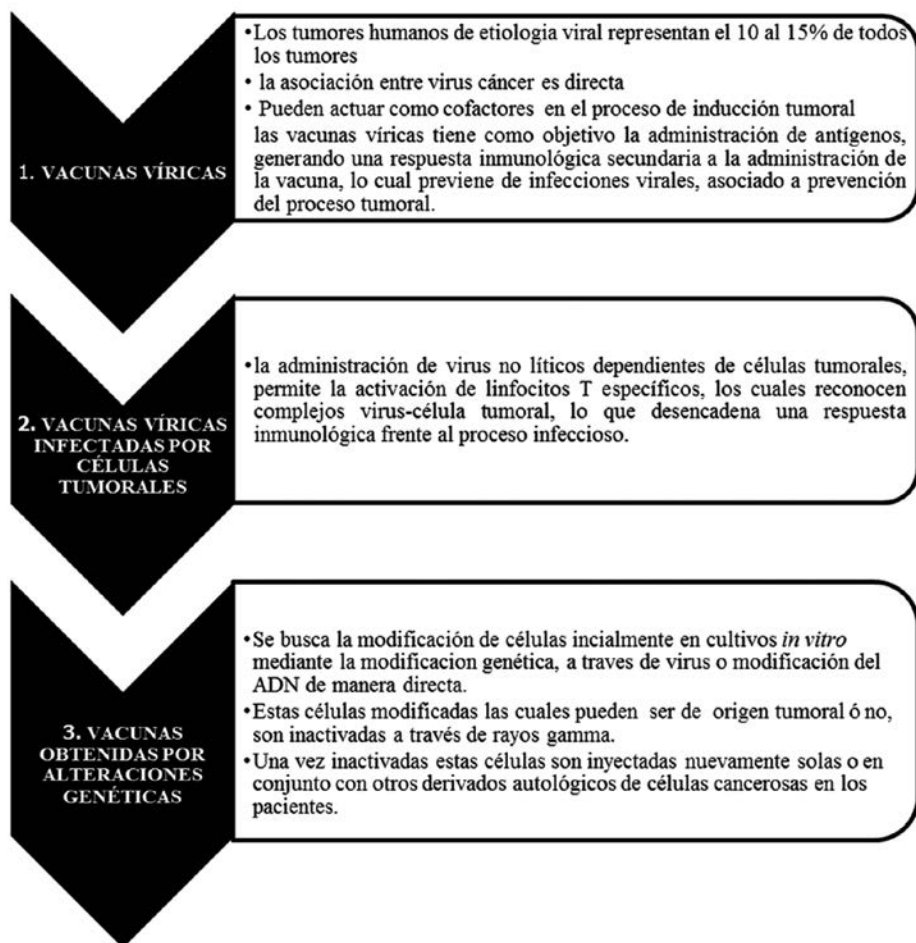 1. VACUNAS VÍRICAS
•Los tumores humanos de etiologia viral representan el 10 al 15% de todos
los tumores
• la asociación entre virus cáncer es directa
• Pueden actuar como cofactores en el proceso de inducción tumoral
las vacunas víricas tiene como objetivo la administración de antígenos,
generando una respuesta inmunológica secundaria a la administración de
la vacuna, lo cual previene de infecciones virales, asociado a prevención
del proceso tumoral.
2. VACUNAS VÍRICAS
INFECTADAS POR
CÉLULAS
TUMORALES
•la administración de virus no líticos dependientes de células tumorales,
permite la activación de linfocitos T específicos, los cuales reconocen
complejos virus-célula tumoral, lo que desencadena una respuesta
inmunológica frente al proceso infeccioso.
3. VACUNAS
OBTENIDAS POR
ALTERACIONES
GENÉTICAS
•Se busca la modificación de células incialmente en cultivos in vitro
mediante la modificacion genética, a traves de virus o modificación del
ADN de manera directa.
•Estas células modificadas las cuales pueden ser de origen tumoral ó no,
son inactivadas a través de rayos gamma.
•Una vez inactivadas estas células son inyectadas nuevamente solas o en
conjunto con otros derivados autológicos de células cancerosas en los
pacientes.